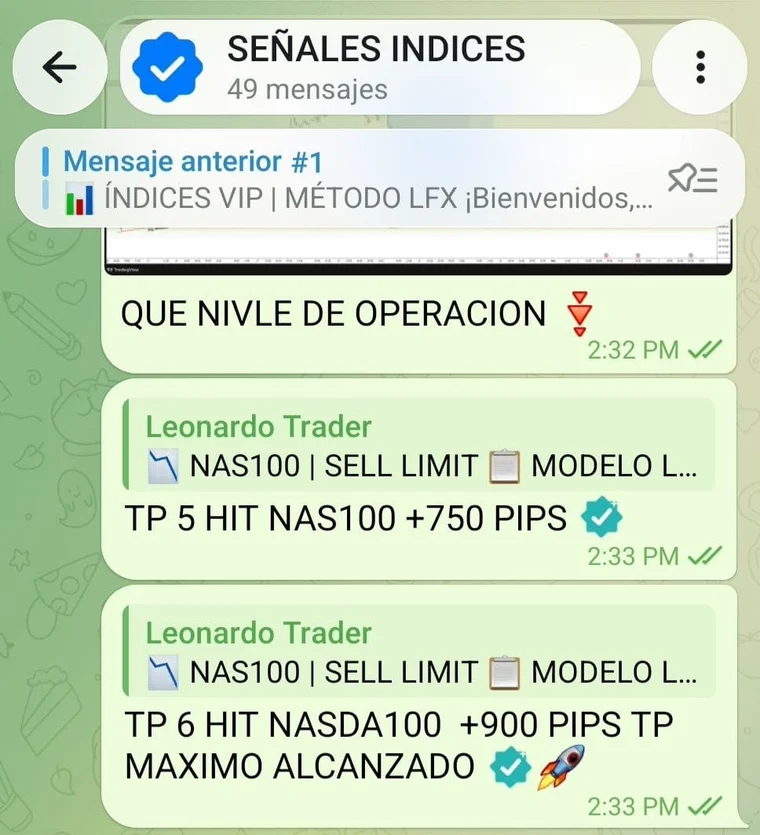 SEÑALES INDICES
49 mensajes
Mensaje anterior #1
📊 ÍNDICES VIP | MÉTODO LFX ¡Bienvenidos,...
TradingView
QUE NIVLE DE OPERACION
2:32 PM
Leonardo Trader
📉 NAS100 | SELL LIMIT 📋 MODELO L...
TP 5 HIT NAS100 +750 PIPS
2:33 PM
Leonardo Trader
📉 NAS100 | SELL LIMIT 📋 MODELO L...
TP 6 HIT NASDA100 +900 PIPS TP
MAXIMO ALCANZADO 🚀
2:33 PM